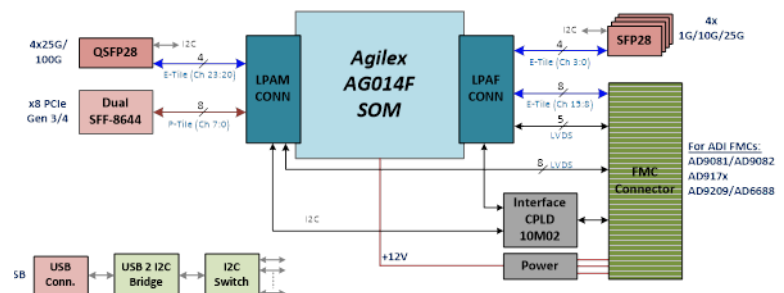 4x25G/
100G
QSFP28
I2C
4
E-Tile (Ch 23:20)
x8 PCIe
Gen 3/4
Dual
SFF-8644
8
P-Tile (Ch 7:0)
LPAM
CONN
Agilex
AG014F
SOM
LPAF
CONN
I2C
4
E-Tile (Ch 3:0)
SFP28
4x
1G/10G/25G
8
E-Tile (Ch 15:8)
5
LVDS
8 LVDS
FMC
Connector
For ADI FMCs:
AD9081/AD9082
AD917x
AD9209/AD6688
I2C
Interface
CPLD
10M02
+12V
Power
SB
USB
Conn.
USB 2 I2C
Bridge
I2C
Switch